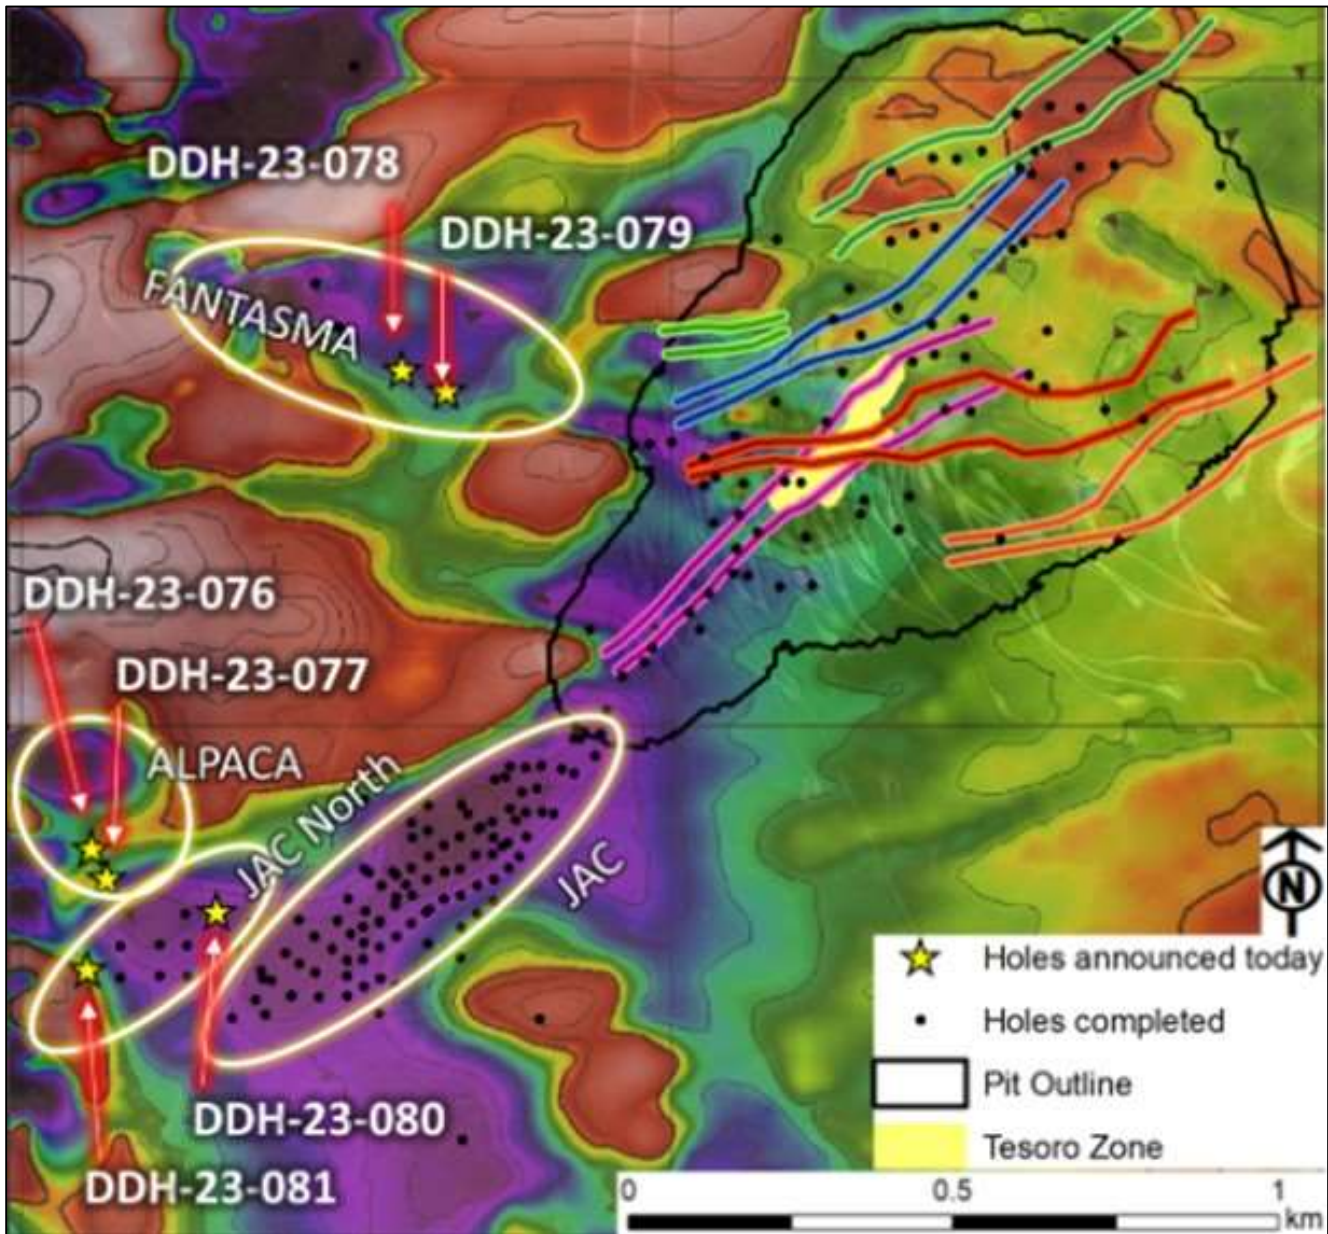 DDH-23-078
DDH-23-079
FANTASMA
DDH-23-076
DDH-23-077
ALPACA
JAC North
JAC
DDH-23-080
DDH-23-081
N
Holes announced today
Holes completed
Pit Outline
Tesoro Zone
0 0.5 1
km